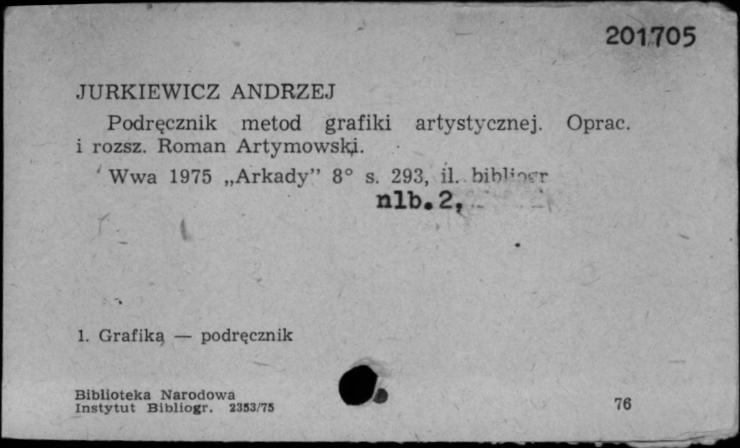 201705
JURKIEWICZ ANDRZEJ
Podręcznik metod grafiki artystycznej. Oprac.
i rozsz. Roman Artymowski.
Wwa 1975 „Arkady” 8° s. 293, il. bibliogr
nlb.2,
1. Grafika — podręcznik
Biblioteka Narodowa
Instytut Bibliogr. 2353/75
76